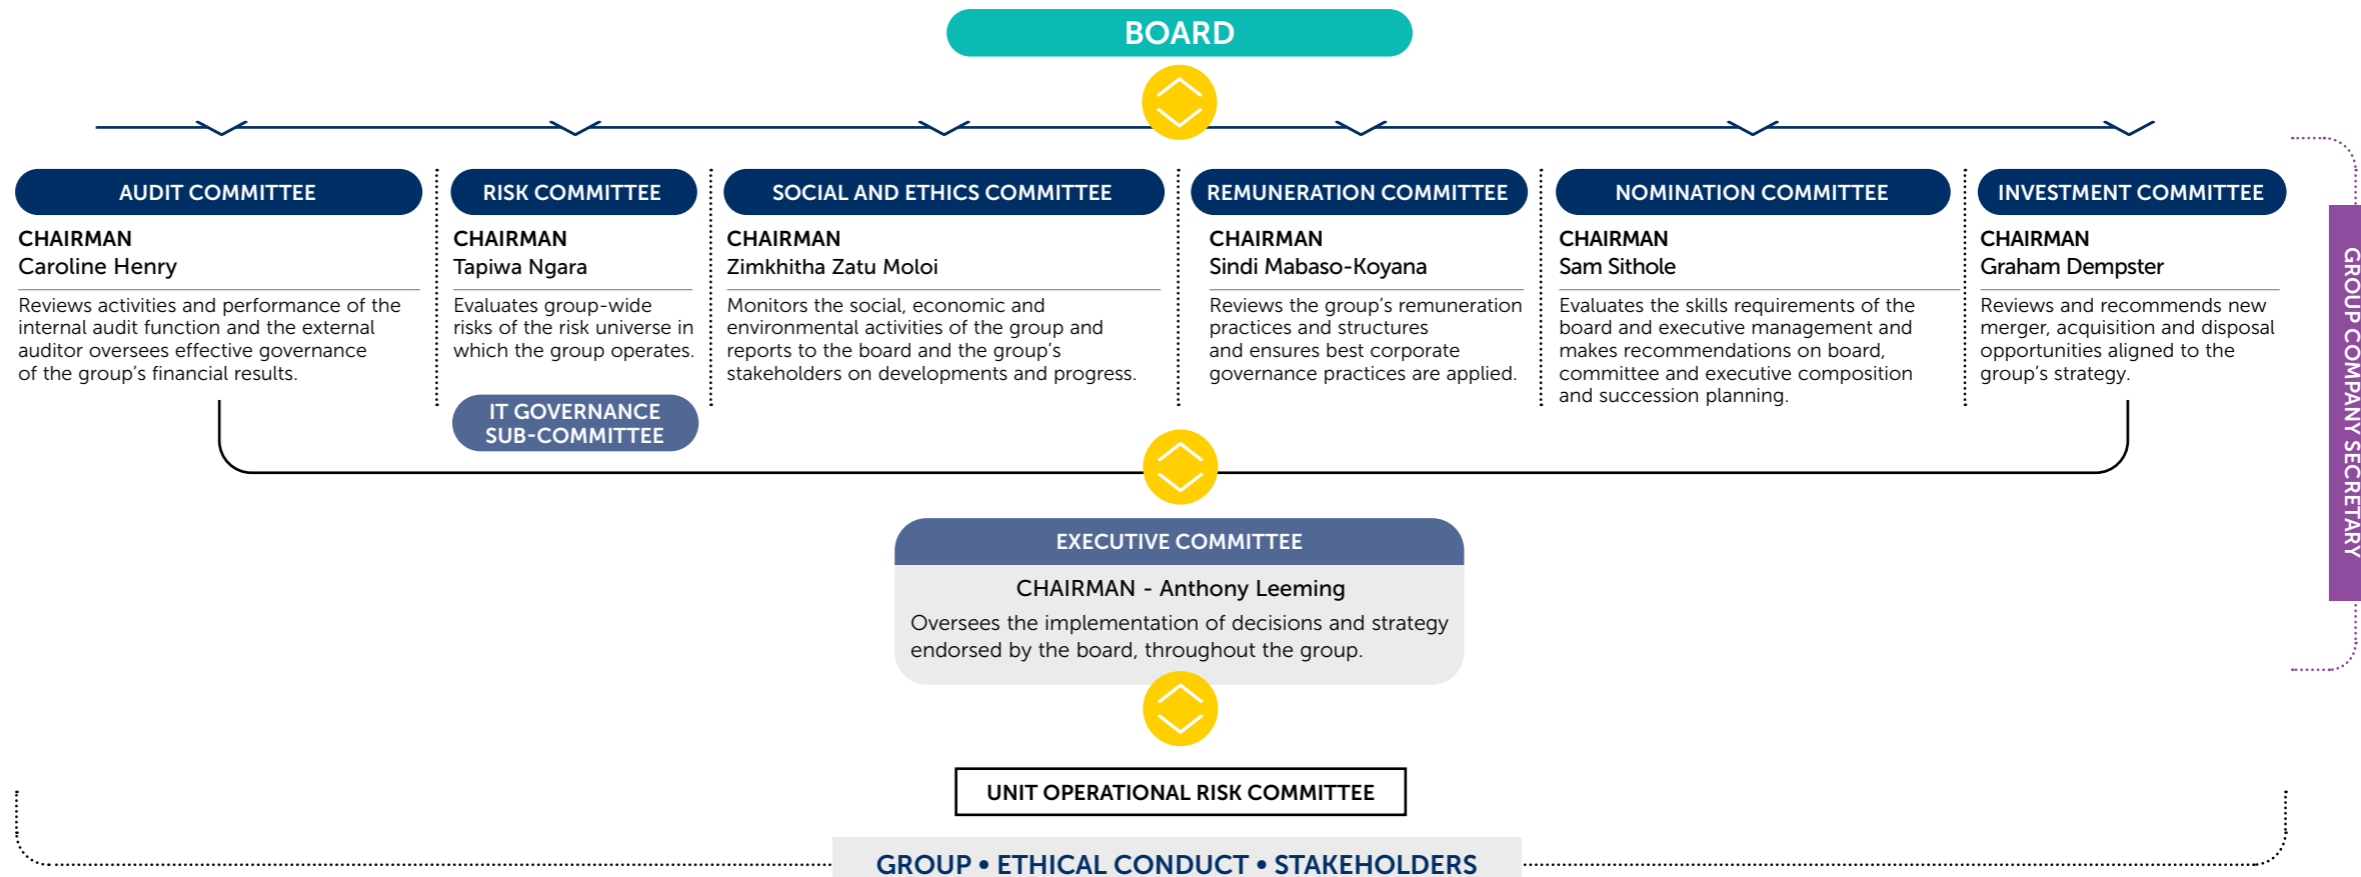 BOARD
AUDIT COMMITTEE
CHAIRMAN
Caroline Henry
Reviews activities and performance of the
internal audit function and the external
auditor oversees effective governance
of the group's financial results.
RISK COMMITTEE
CHAIRMAN
Tapiwa Ngara
Evaluates group-wide
risks of the risk universe in
which the group operates.
IT GOVERNANCE
SUB-COMMITTEE
SOCIAL AND ETHICS COMMITTEE
CHAIRMAN
Zimkhitha Zatu Moloi
Monitors the social, economic and
environmental activities of the group and
reports to the board and the group's
stakeholders on developments and progress.
REMUNERATION COMMITTEE
CHAIRMAN
Sindi Mabaso-Koyana
Reviews the group's remuneration
practices and structures
and ensures best corporate
governance practices are applied.
NOMINATION COMMITTEE
CHAIRMAN
Sam Sithole
Evaluates the skills requirements of the
board and executive management and
makes recommendations on board,
committee and executive composition
and succession planning.
INVESTMENT COMMITTEE
CHAIRMAN
Graham Dempster
Reviews and recommends new
merger, acquisition and disposal
opportunities aligned to the
group's strategy.
GROUP COMPANY SECRETARY
EXECUTIVE COMMITTEE
CHAIRMAN - Anthony Leeming
Oversees the implementation of decisions and strategy
endorsed by the board, throughout the group.
UNIT OPERATIONAL RISK COMMITTEE
GROUP • ETHICAL CONDUCT • STAKEHOLDERS